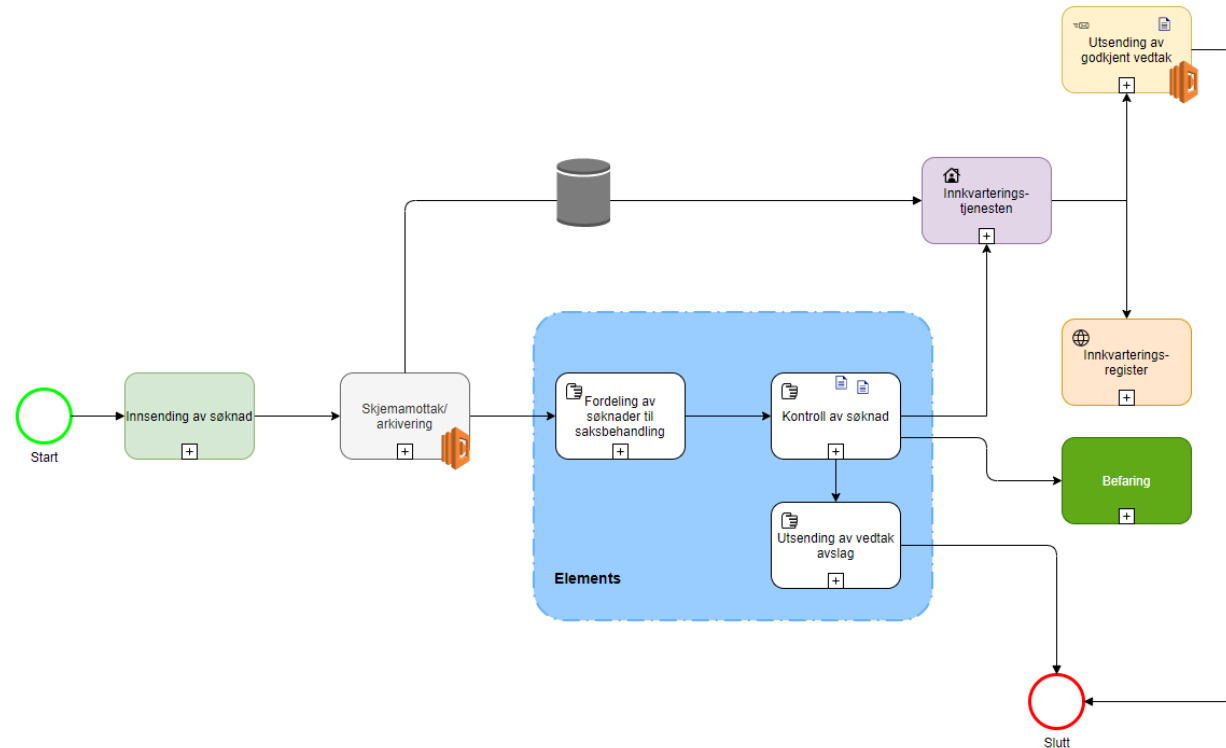 Utsending av
godkjent vedtak
Innkvarterings-
tjenesten
Innkvarterings-
register
Start
Innsending av søknad
Skjemamottak/
arkivering
Fordeling av
søknader til
saksbehandling
Kontroll av søknad
Befaring
Utsending av vedtak
avslag
Elements
Slutt